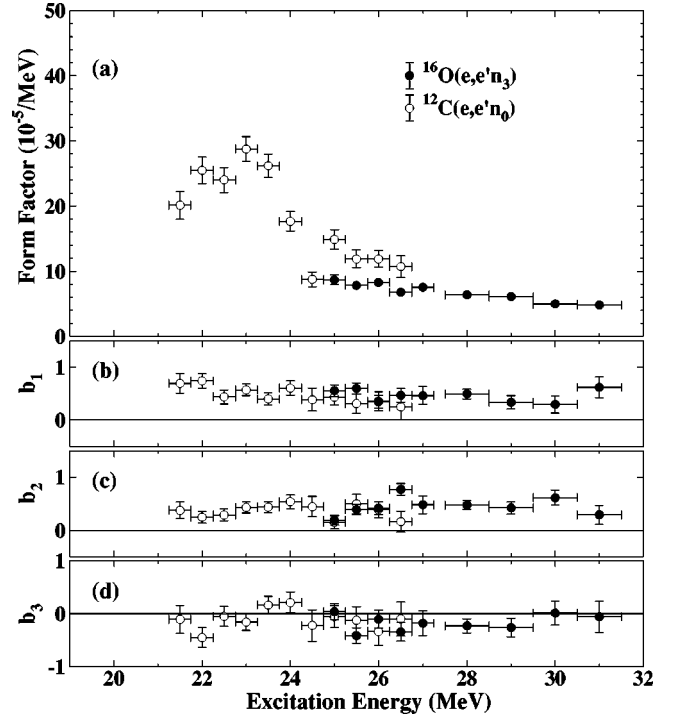 50
(a)
¹⁶O(e,e'n₃)
40
¹²C(e,e'n₀)
30
20
10
0
Form Factor (10⁻⁵/MeV)
1
(b)
b₁
0
1
(c)
b₂
0
1
(d)
b₃
0
-1
20 22 24 26 28 30 32
Excitation Energy (MeV)